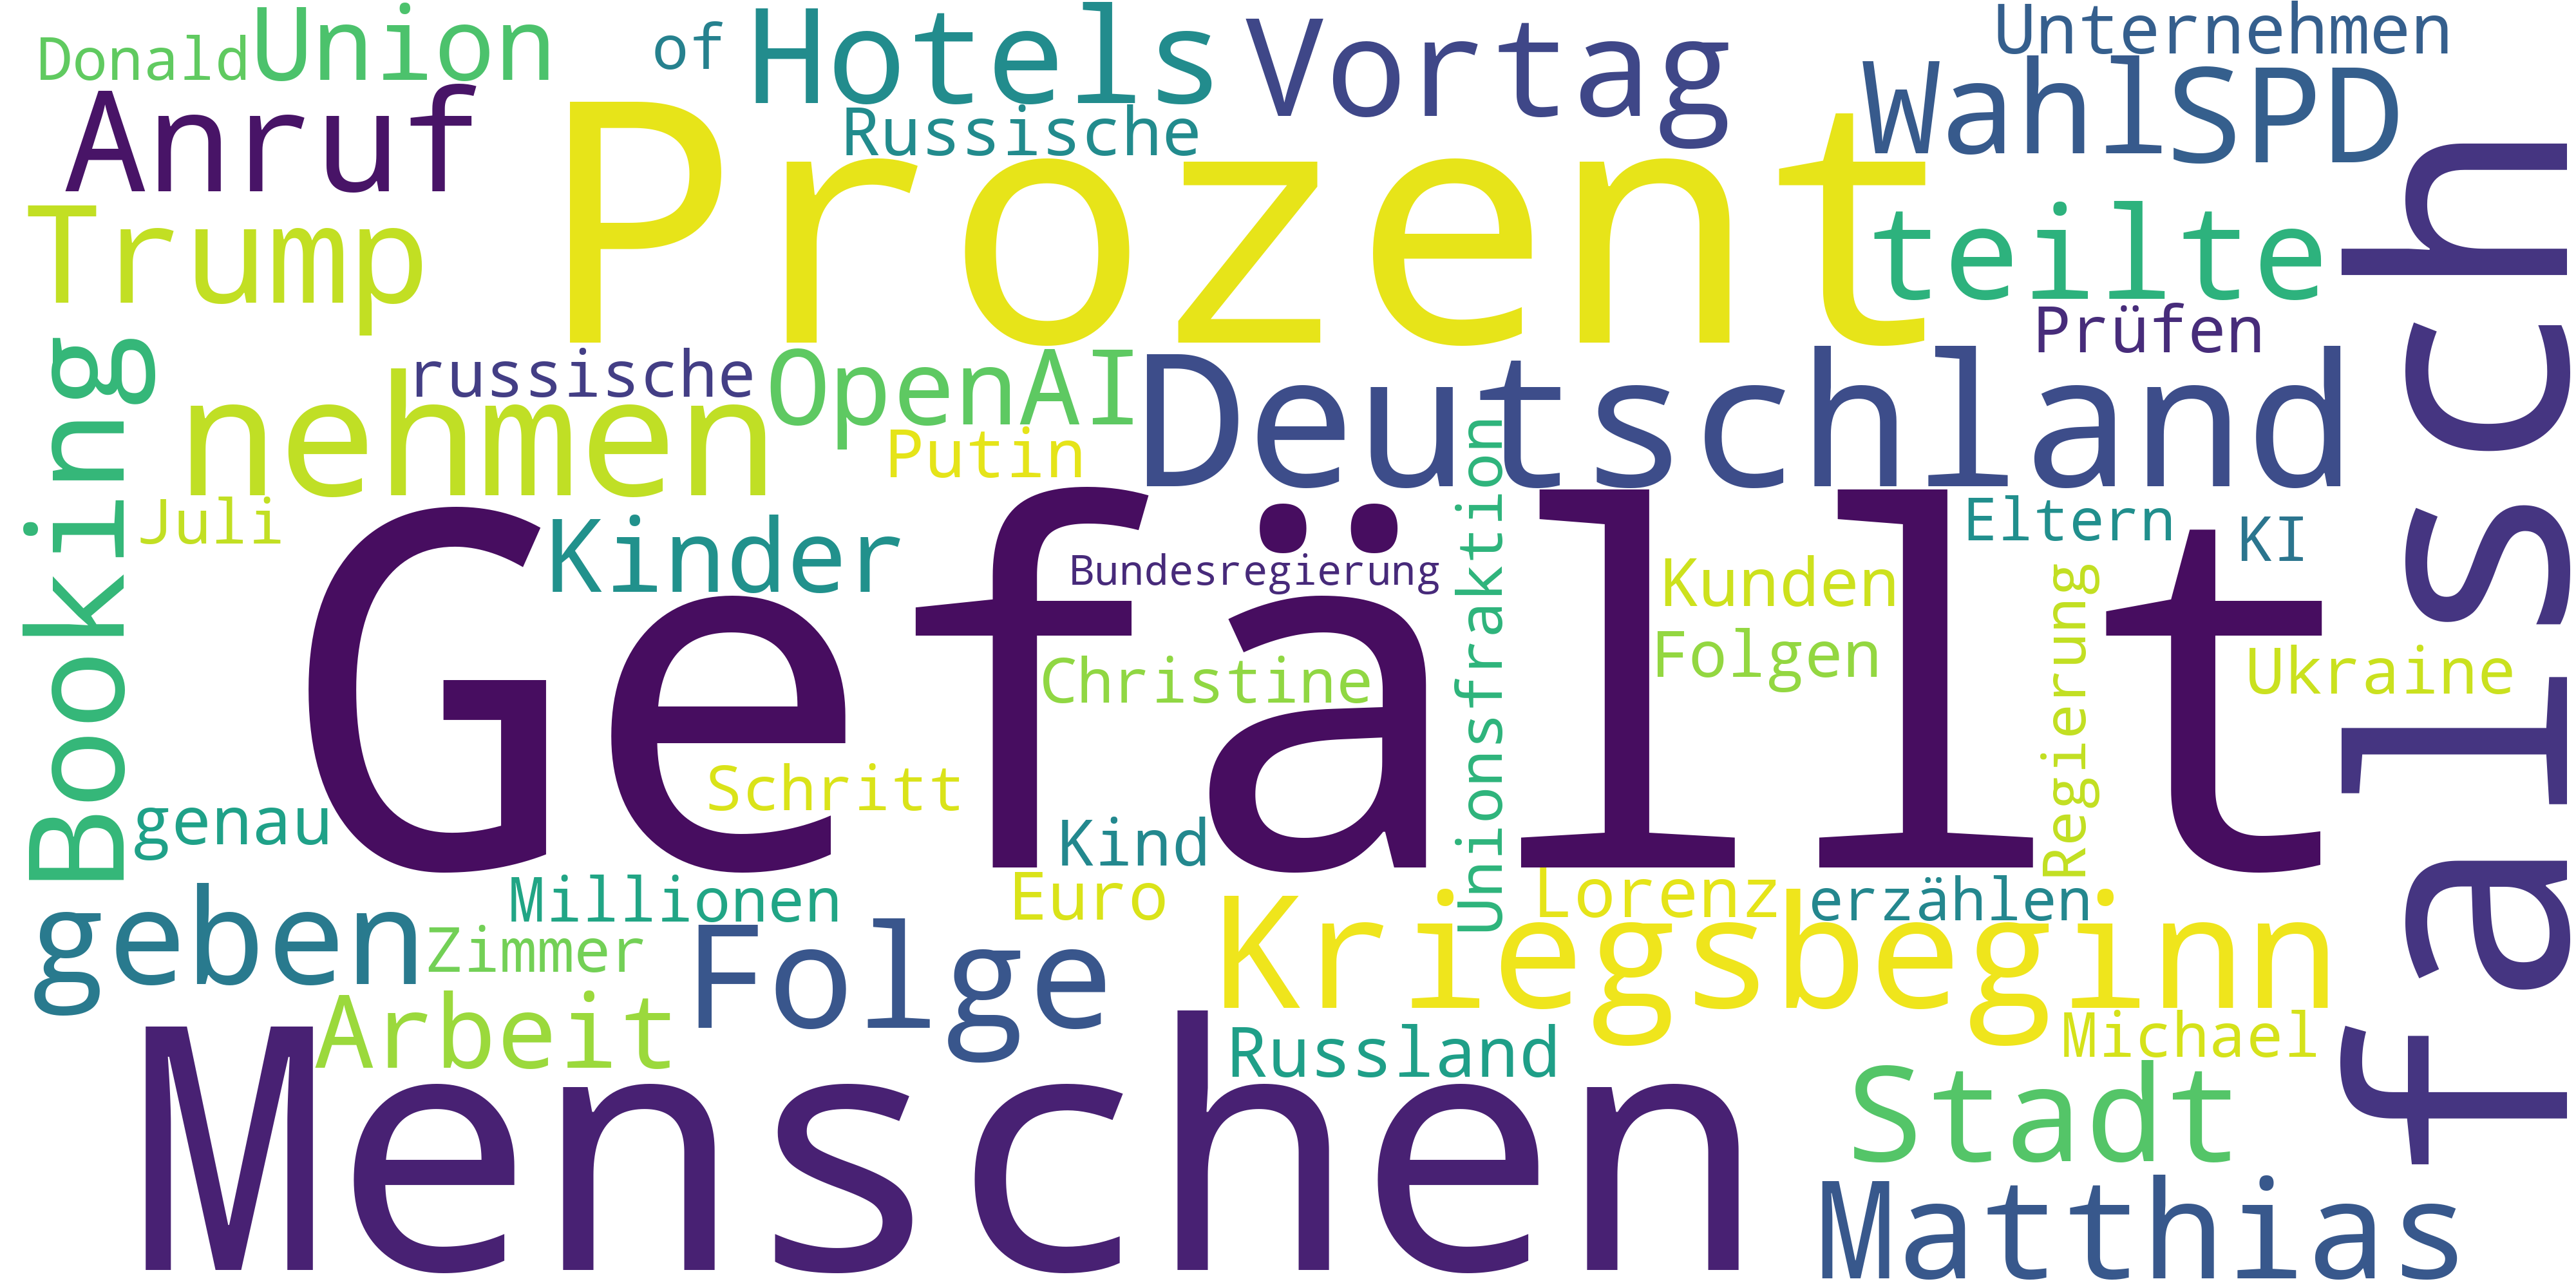 Donald
Union
of
Hotels
Vortag
Unternehmen
Anruf
Russische
Wahl
SPD
Prozent
Trump
teilte
falsch
Prüfen
Booking
russische
OpenAI
Deutschland
nehmen
Putin
Juli
Kinder
Gefällt
Bundesregierung
Unionsfraktion
Kunden
Eltern
KI
Folgen
Regierung
Christine
Ukraine
Schritt
genau
Kind
Millionen
Euro
Lorenz
erzählen
geben
Zimmer
Folge
Kriegsbeginn
Arbeit
Russland
Michael
Menschen
Stadt
Matthias